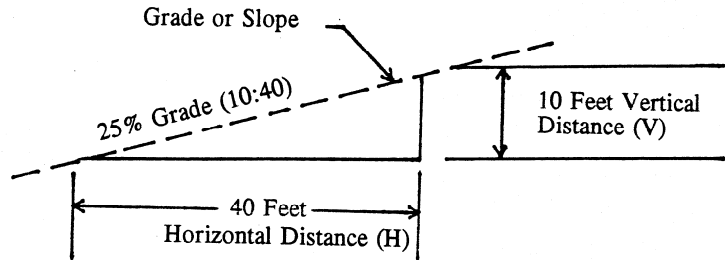 Grade or Slope
25% Grade (10:40)
10 Feet Vertical
Distance (V)
40 Feet
Horizontal Distance (H)